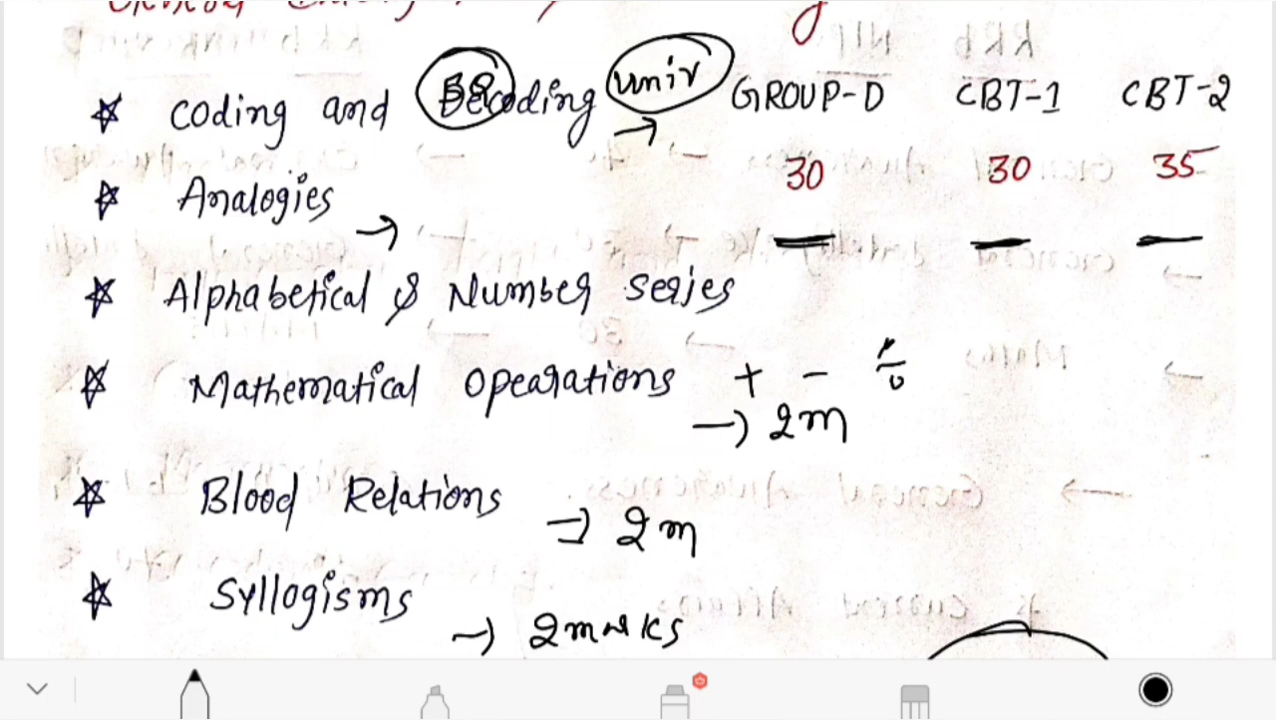 ☆ Coding and Decoding univ GROUP-D CBT-1 CBT-2
→
30 30 35
☆ Analogies →
☆ Alphabetical & Number series
☆ Mathematical Opearations + - ÷
→ 2m
☆ Blood Relations
→ 2m
☆ Syllogisms
→ 2marks